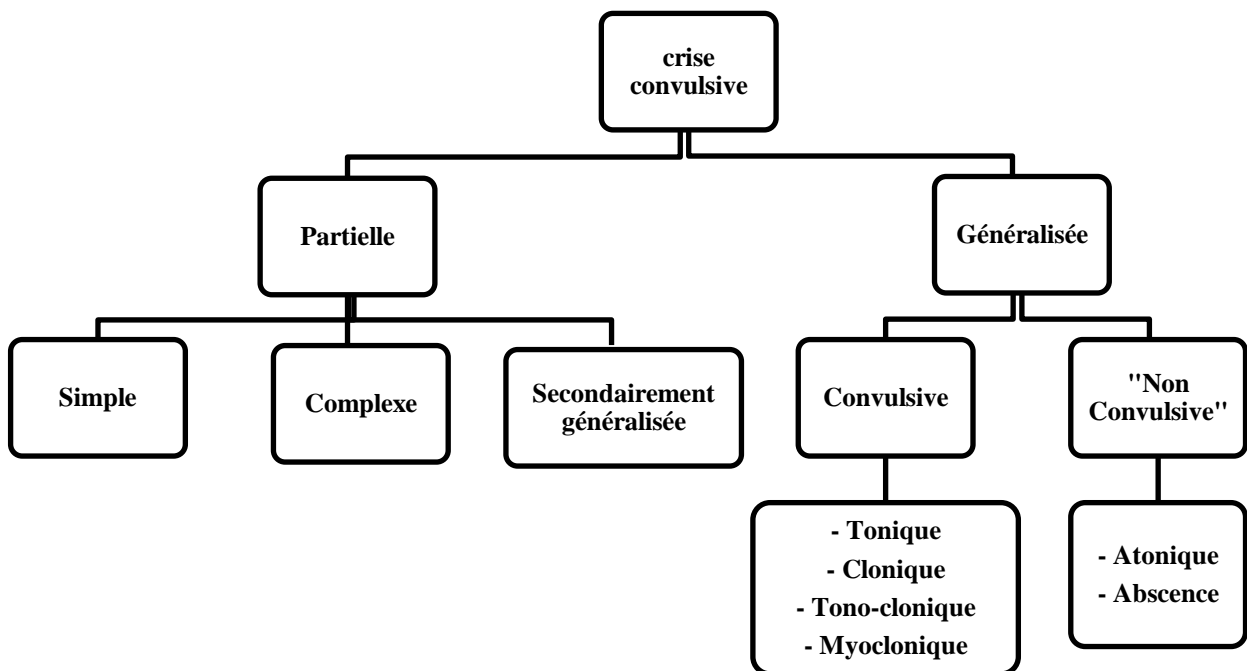 crise
convulsive
Partielle
Généralisée
Simple
Complexe
Secondairement
généralisée
Convulsive
"Non
Convulsive"
- Tonique
- Clonique
- Tono-clonique
- Myoclonique
- Atonique
- Abscence